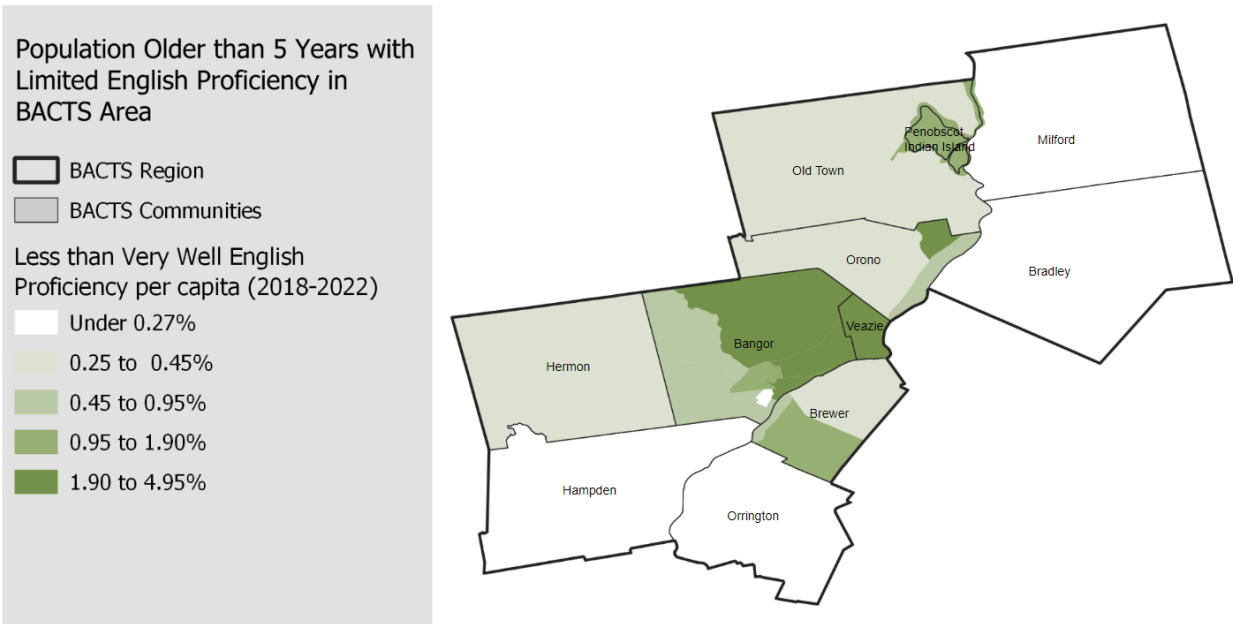 Population Older than 5 Years with
Limited English Proficiency in
BACTS Area
BACTS Region
BACTS Communities
Less than Very Well English
Proficiency per capita (2018-2022)
Under 0.27%
0.25 to 0.45%
0.45 to 0.95%
0.95 to 1.90%
1.90 to 4.95%
Penobscot
Indian Island
Milford
Old Town
Orono
Bradley
Veazie
Bangor
Hermon
Brewer
Hampden
Orrington